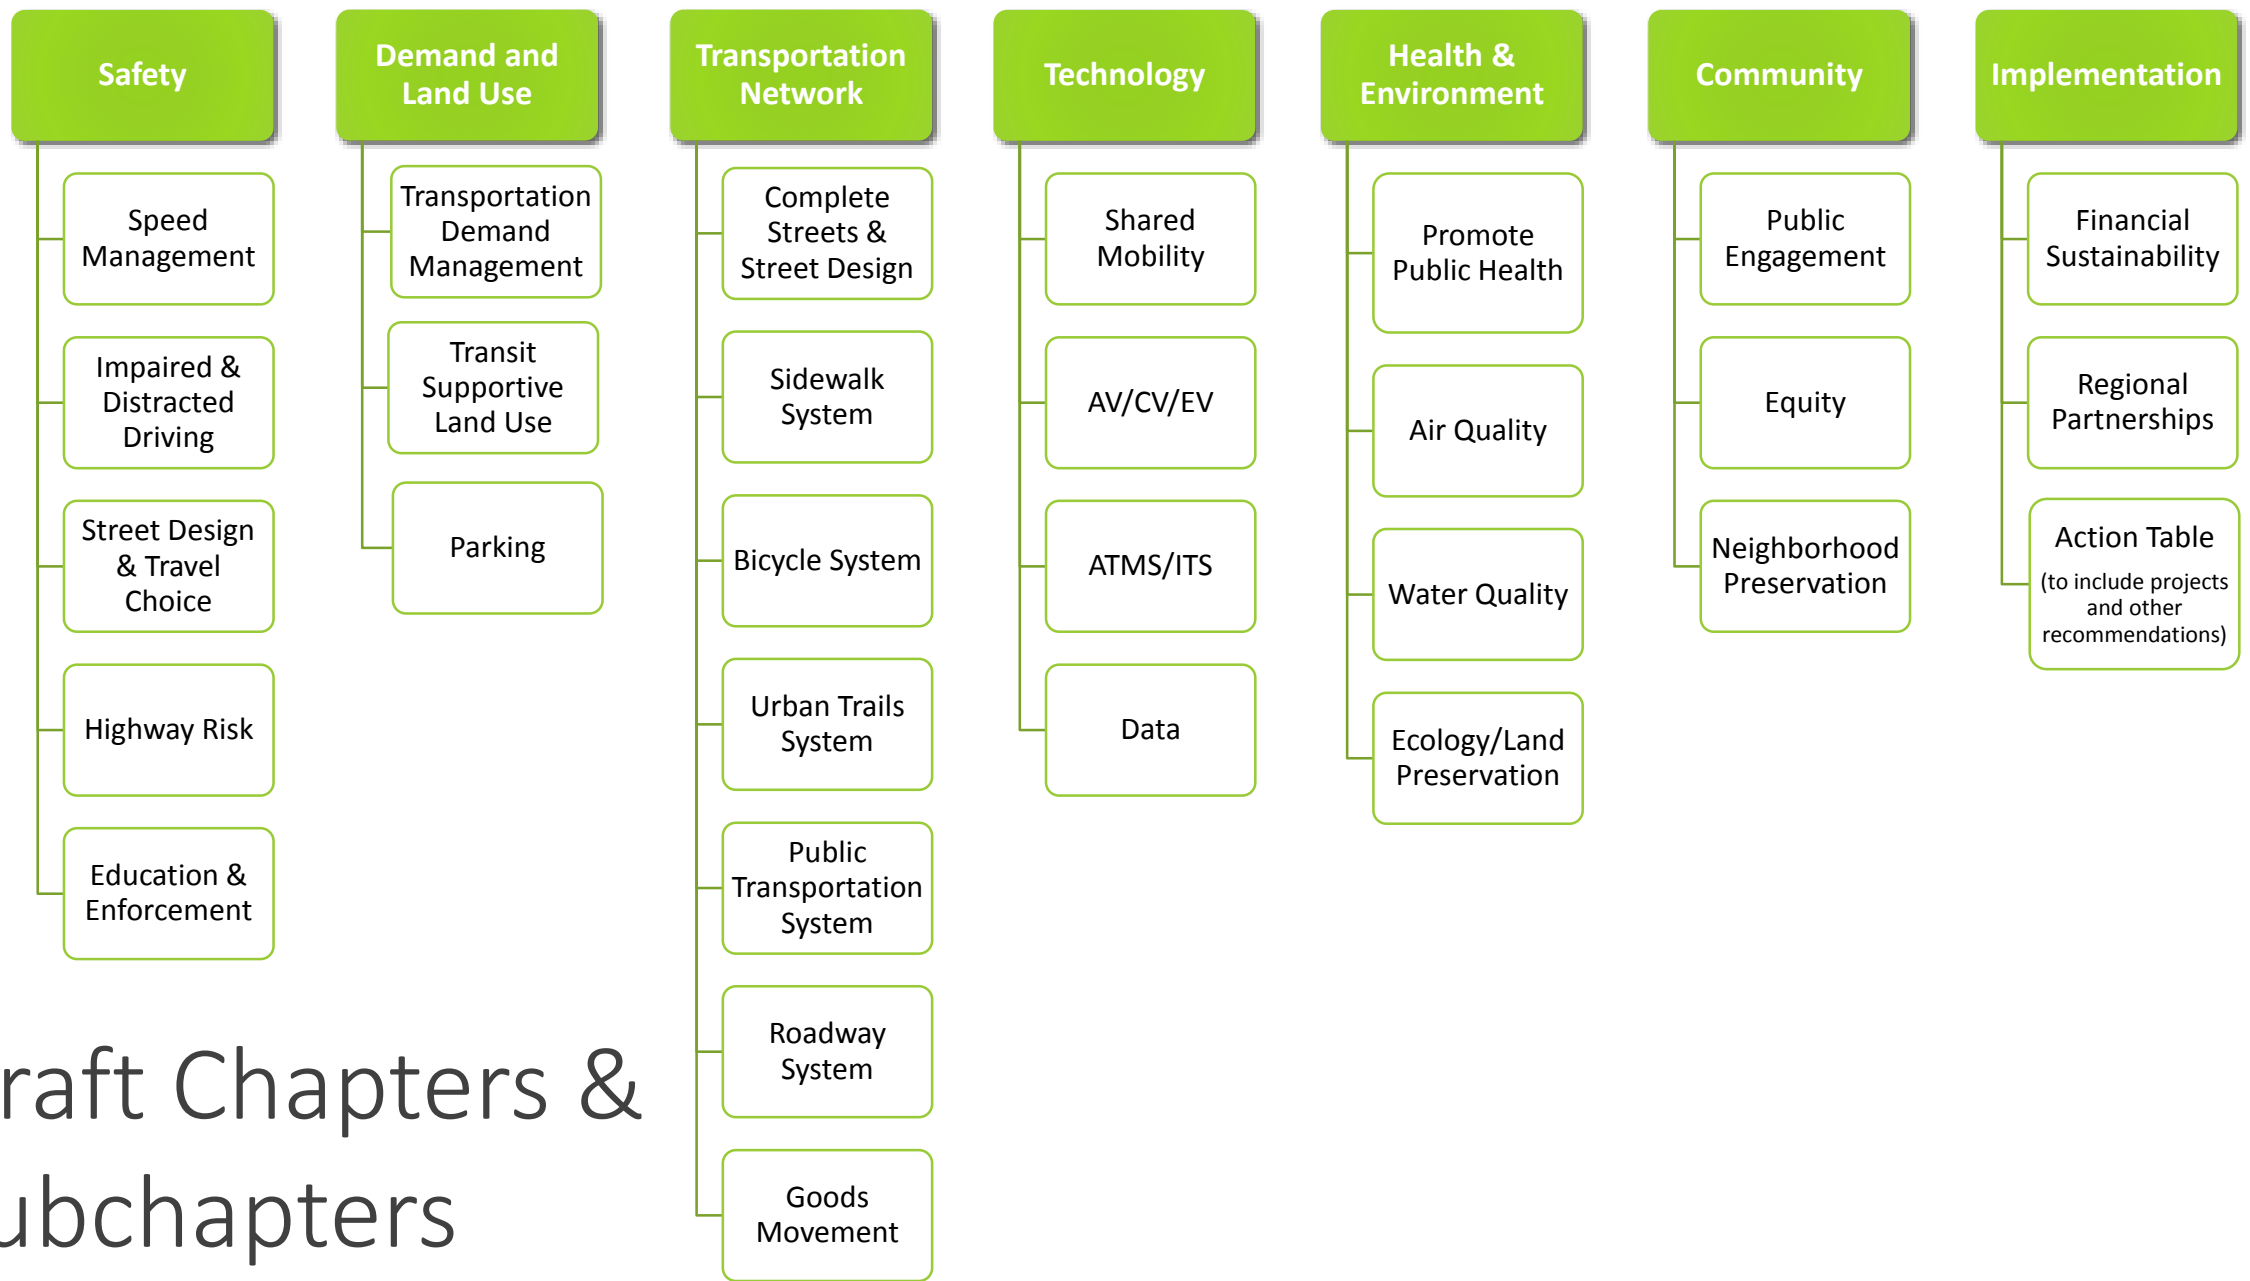 Safety
Speed
Management
Impaired &
Distracted
Driving
Street Design
& Travel
Choice
Highway Risk
Education &
Enforcement
Demand and
Land Use
Transportation
Demand
Management
Transit
Supportive
Land Use
Parking
Transportation
Network
Complete
Streets &
Street Design
Sidewalk
System
Bicycle System
Urban Trails
System
Public
Transportation
System
Roadway
System
Goods
Movement
Technology
Shared
Mobility
AV/CV/EV
ATMS/ITS
Data
Health &
Environment
Promote
Public Health
Air Quality
Water Quality
Ecology/Land
Preservation
Community
Public
Engagement
Equity
Neighborhood
Preservation
Implementation
Financial
Sustainability
Regional
Partnerships
Action Table
(to include projects
and other
recommendations)
raft Chapters &
ubchapters